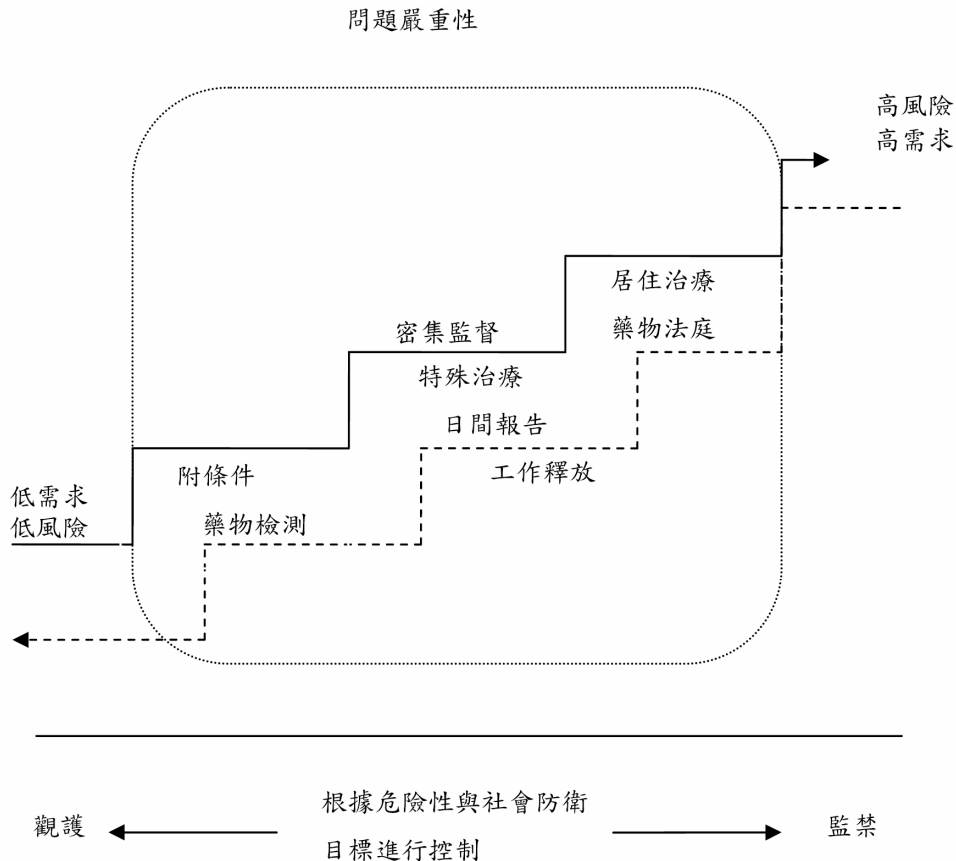 問題嚴重性
高風險
高需求
居住治療
密集監督
藥物法庭
特殊治療
日間報告
附條件
工作釋放
低需求
低風險
藥物檢測
觀護
根據危險性與社會防衛
目標進行控制
監禁